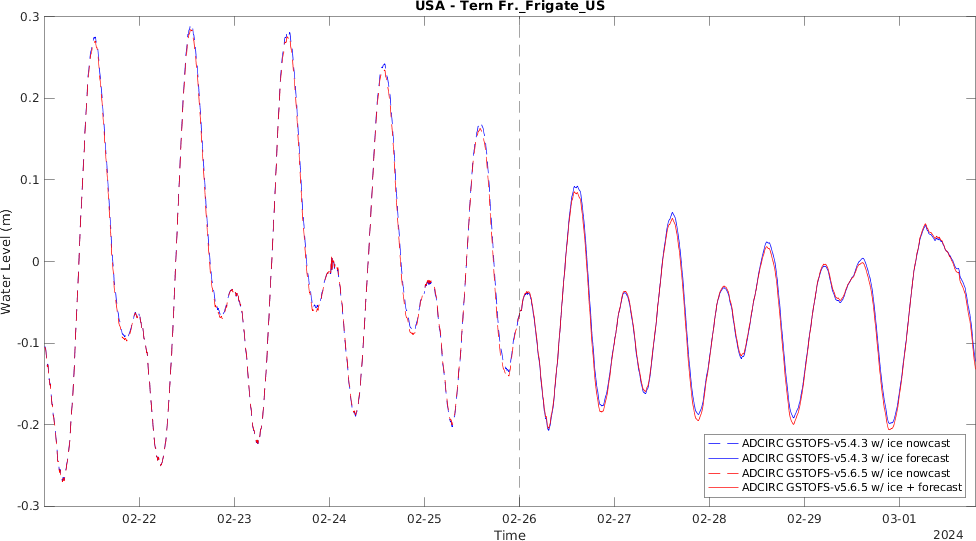 USA - Tern Fr._Frigate_US
0.3
0.2
0.1
0
-0.1
-0.2
-0.3
Water Level (m)
ADCIRC GSTOFS-v5.4.3 w/ ice nowcast
ADCIRC GSTOFS-v5.4.3 w/ ice forecast
ADCIRC GSTOFS-v5.6.5 w/ ice nowcast
ADCIRC GSTOFS-v5.6.5 w/ ice + forecast
02-22 02-23 02-24 02-25 02-26 02-27 02-28 02-29 03-01
Time
2024